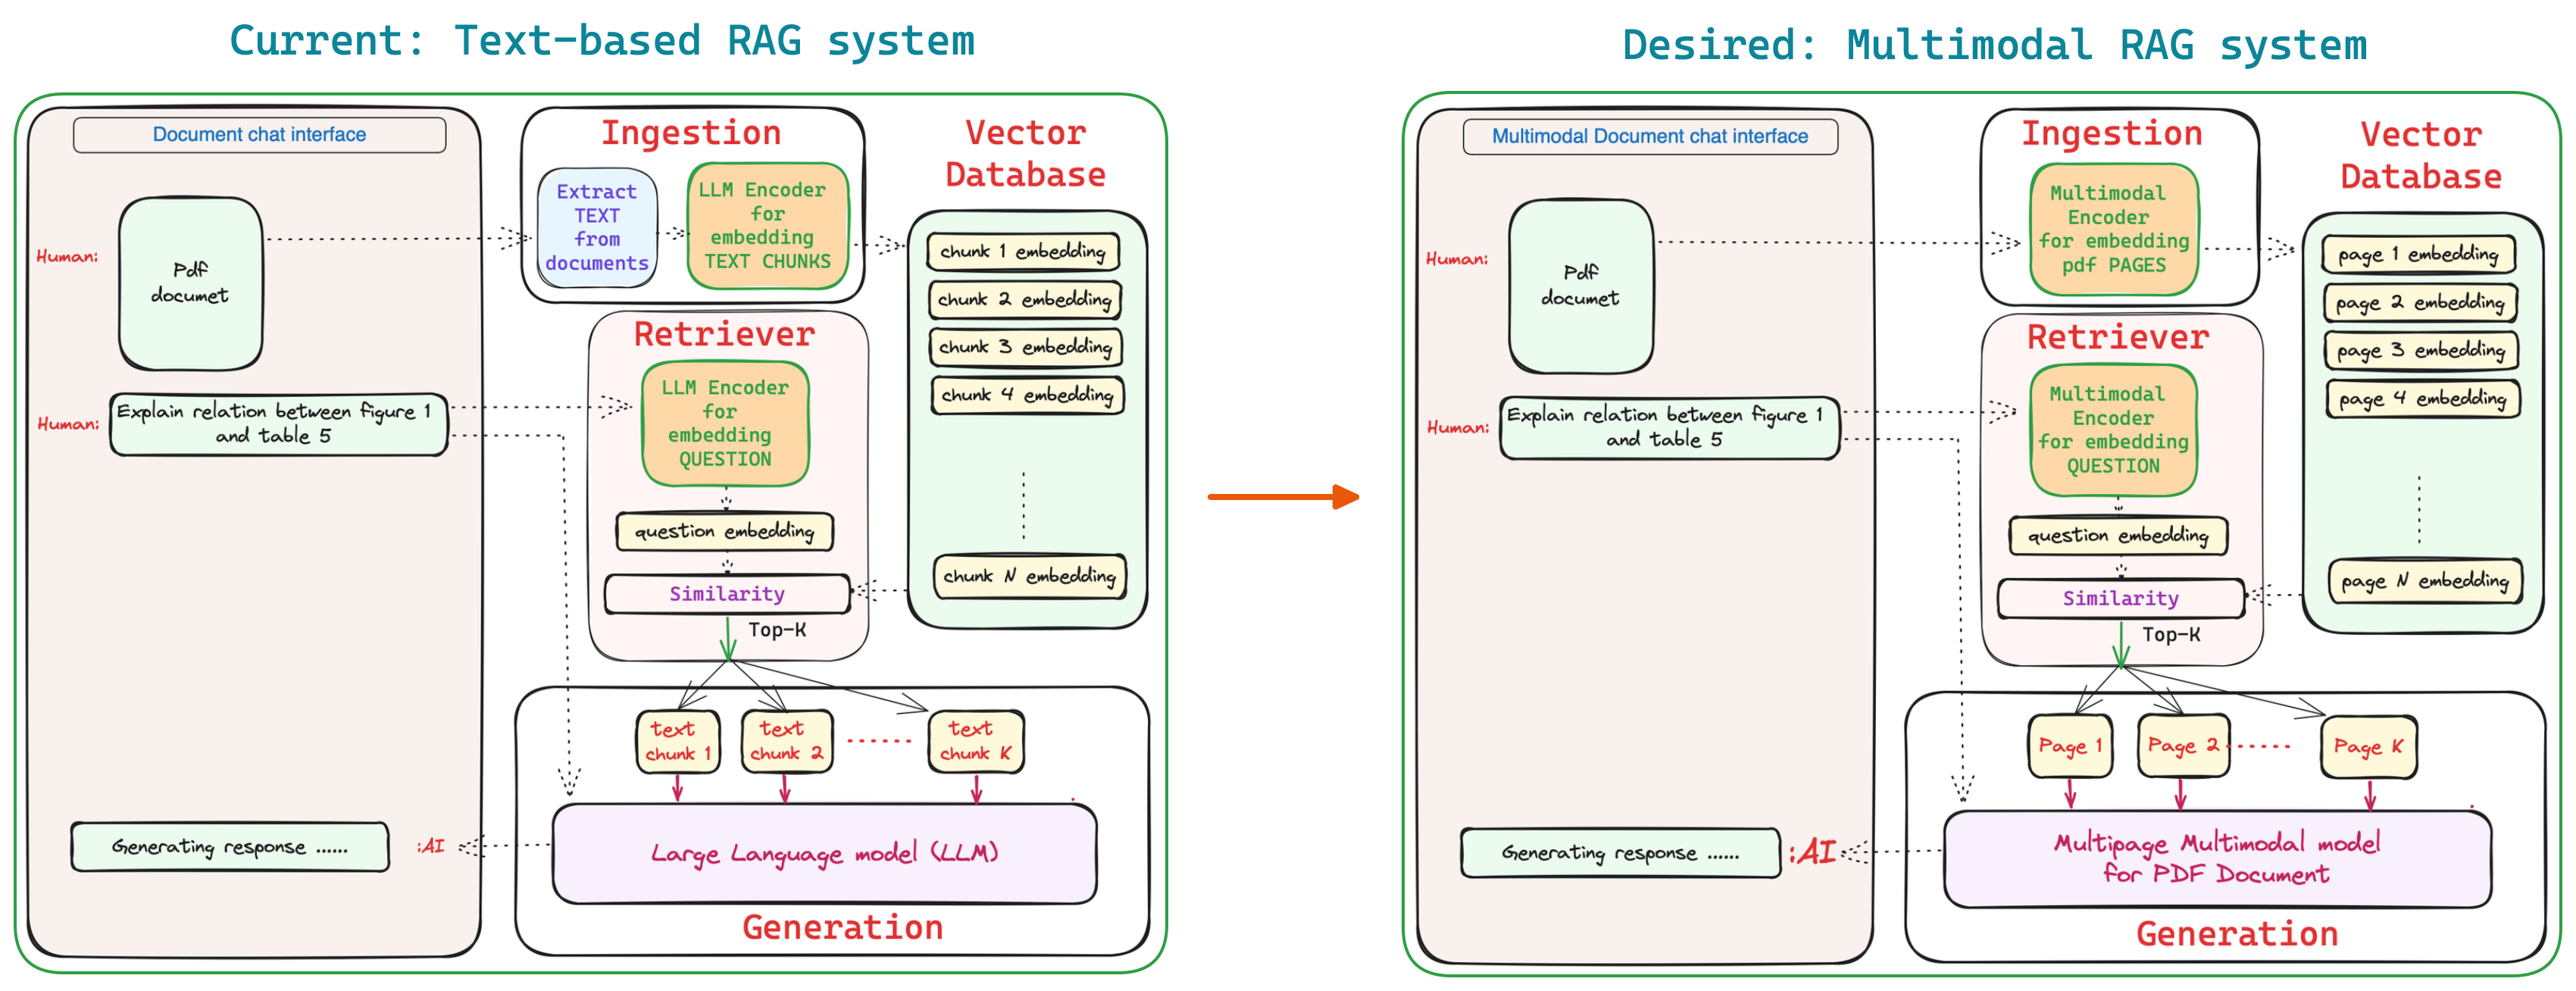 Current: Text-based RAG system
Document chat interface
Human:
Pdf
documet
Human:
Explain relation between figure 1
and table 5
Generating response ......
:AI
Ingestion
Extract
TEXT
from
documents
LLM Encoder
for
embedding
TEXT CHUNKS
Vector
Database
chunk 1 embedding
chunk 2 embedding
chunk 3 embedding
chunk 4 embedding
chunk N embedding
Retriever
LLM Encoder
for
embedding
QUESTION
question embedding
Similarity
Top-K
text
chunk 1
text
chunk 2
text
chunk K
Large Language model (LLM)
Generation
Desired: Multimodal RAG system
Multimodal Document chat interface
Human:
Pdf
documet
Human:
Explain relation between figure 1
and table 5
Generating response ......
:AI
Ingestion
Multimodal
Encoder
for embedding
pdf PAGES
Vector
Database
page 1 embedding
page 2 embedding
page 3 embedding
page 4 embedding
page N embedding
Retriever
Multimodal
Encoder
for embedding
QUESTION
question embedding
Similarity
Top-K
Page 1
Page 2
Page K
Multipage Multimodal model
for PDF Document
Generation